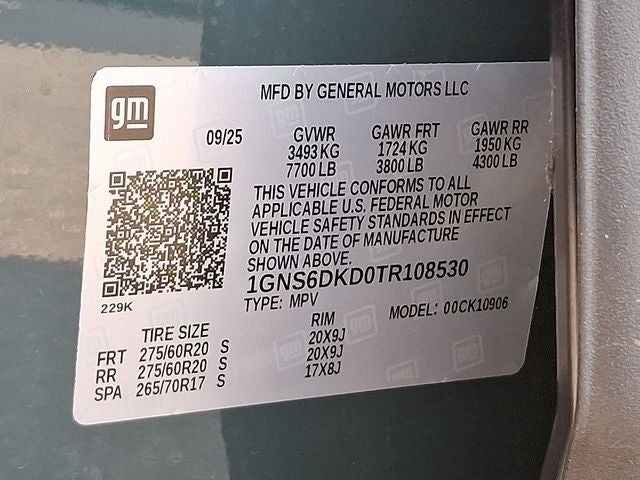 gm
MFD BY GENERAL MOTORS LLC
09/25 GVWR GAWR FRT GAWR RR
3493 KG 1724 KG 1950 KG
7700 LB 3800 LB 4300 LB
THIS VEHICLE CONFORMS TO ALL
APPLICABLE U.S. FEDERAL MOTOR
VEHICLE SAFETY STANDARDS IN EFFECT
ON THE DATE OF MANUFACTURE
SHOWN ABOVE.
1GNS6DKD0TR108530
229K
TYPE: MPV MODEL: 00CK10906
TIRE SIZE RIM
FRT 275/60R20 S 20X9J
RR 275/60R20 S 20X9J
SPA 265/70R17 S 17X8J